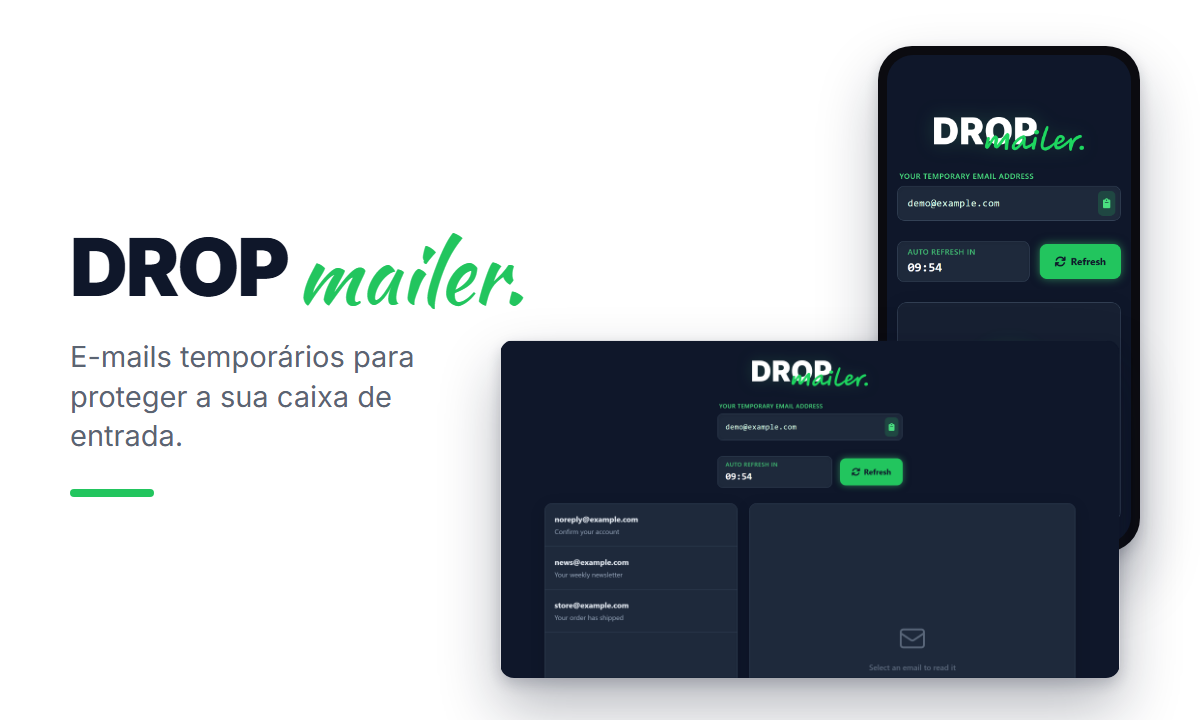 DROP mailer.
E-mails temporários para
proteger a sua caixa de
entrada.
DROP
mailer.
YOUR TEMPORARY EMAIL ADDRESS
demo@example.com
AUTO REFRESH IN
09:54
Refresh
DROP
mailer.
YOUR TEMPORARY EMAIL ADDRESS
demo@example.com
AUTO REFRESH IN
09:54
Refresh
noreply@example.com
Confirm your account
news@example.com
Your weekly newsletter
store@example.com
Your order has shipped
Select an email to read it